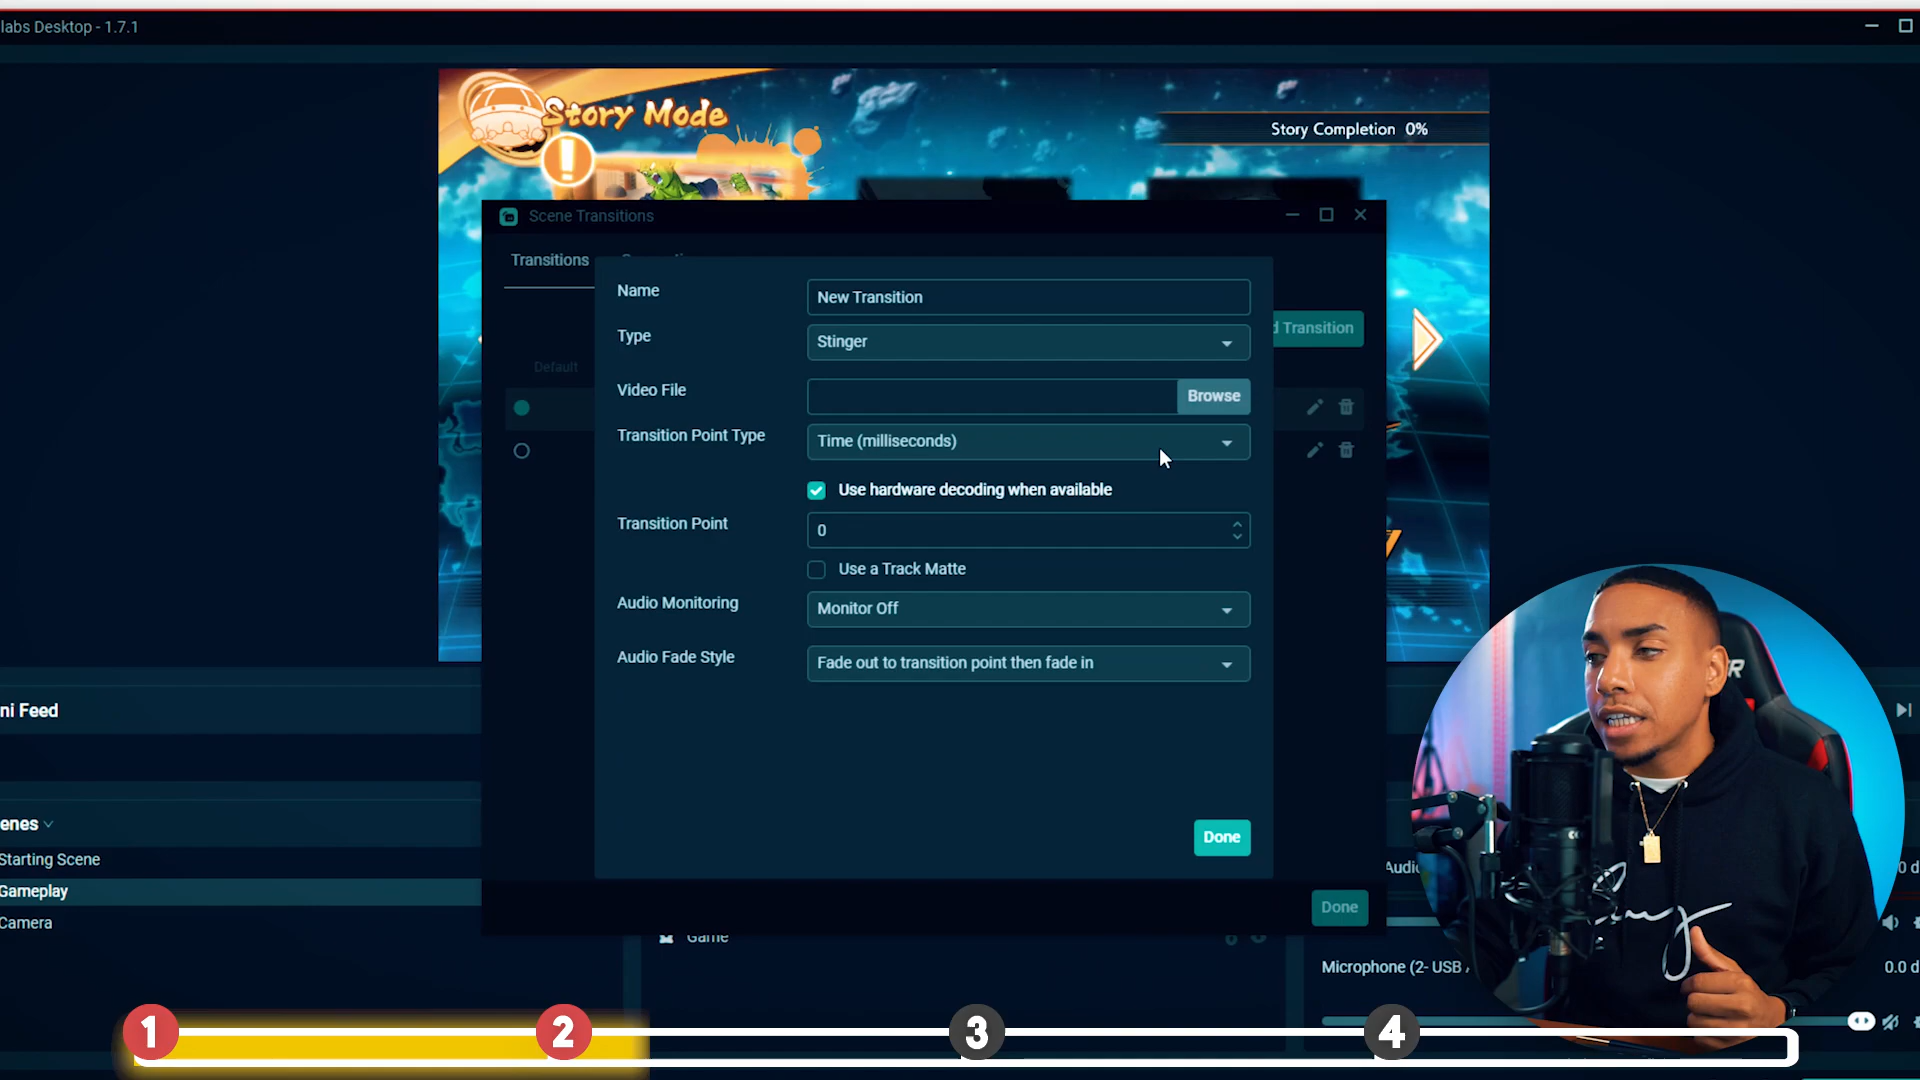 labs Desktop - 1.7.1
Story Mode
Story Completion 0%
Scene Transitions
Transitions
Name
New Transition
Type
Stinger
d Transition
Default
Video File
Browse
Transition Point Type
Time (milliseconds)
Use hardware decoding when available
Transition Point
0
Use a Track Matte
Audio Monitoring
Monitor Off
Audio Fade Style
Fade out to transition point then fade in
Done
Done
ni Feed
enes
Starting Scene
Gameplay
Camera
Game
Audio
0 d
Microphone (2- USB
0.0 d
1
2
3
4